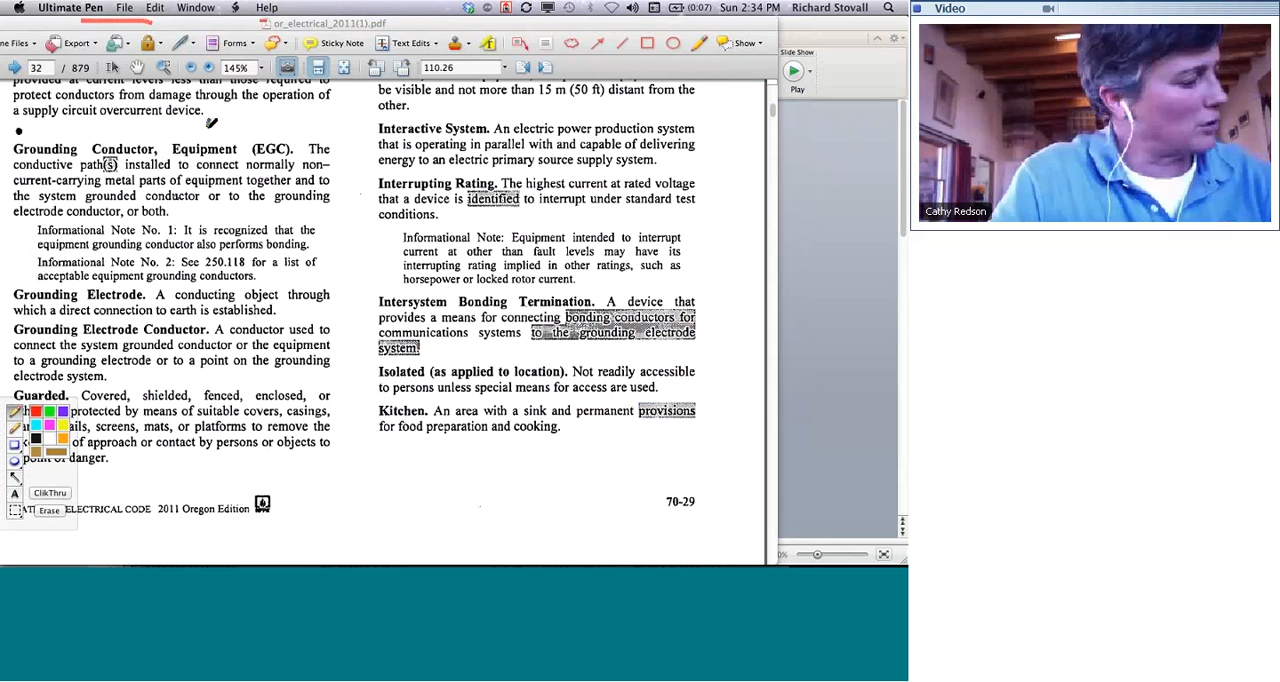 Ultimate Pen File Edit Window Help (0:07) Sun 2:34 PM Richard Stovall
or_electrical_2011(1).pdf
ne Files Export Forms Sticky Note Text Edits Show
32 / 879 145% 110.26
provided at current levels less than those required to
protect conductors from damage through the operation of
a supply circuit overcurrent device.
Grounding Conductor, Equipment (EGC). The
conductive path(s) installed to connect normally non–
current-carrying metal parts of equipment together and to
the system grounded conductor or to the grounding
electrode conductor, or both.
Informational Note No. 1: It is recognized that the
equipment grounding conductor also performs bonding.
Informational Note No. 2: See 250.118 for a list of
acceptable equipment grounding conductors.
Grounding Electrode. A conducting object through
which a direct connection to earth is established.
Grounding Electrode Conductor. A conductor used to
connect the system grounded conductor or the equipment
to a grounding electrode or to a point on the grounding
electrode system.
Guarded. Covered, shielded, fenced, enclosed, or
protected by means of suitable covers, casings,
screens, mats, or platforms to remove the
of approach or contact by persons or objects to
danger.
ELECTRICAL CODE 2011 Oregon Edition
ClikThru
Erase
be visible and not more than 15 m (50 ft) distant from the
other.
Interactive System. An electric power production system
that is operating in parallel with and capable of delivering
energy to an electric primary source supply system.
Interrupting Rating. The highest current at rated voltage
that a device is identified to interrupt under standard test
conditions.
Informational Note: Equipment intended to interrupt
current at other than fault levels may have its
interrupting rating implied in other ratings, such as
horsepower or locked rotor current.
Intersystem Bonding Termination. A device that
provides a means for connecting bonding conductors for
communications systems to the grounding electrode
system.
Isolated (as applied to location). Not readily accessible
to persons unless special means for access are used.
Kitchen. An area with a sink and permanent provisions
for food preparation and cooking.
70-29
Slide Show
Play
Video
Cathy Redson